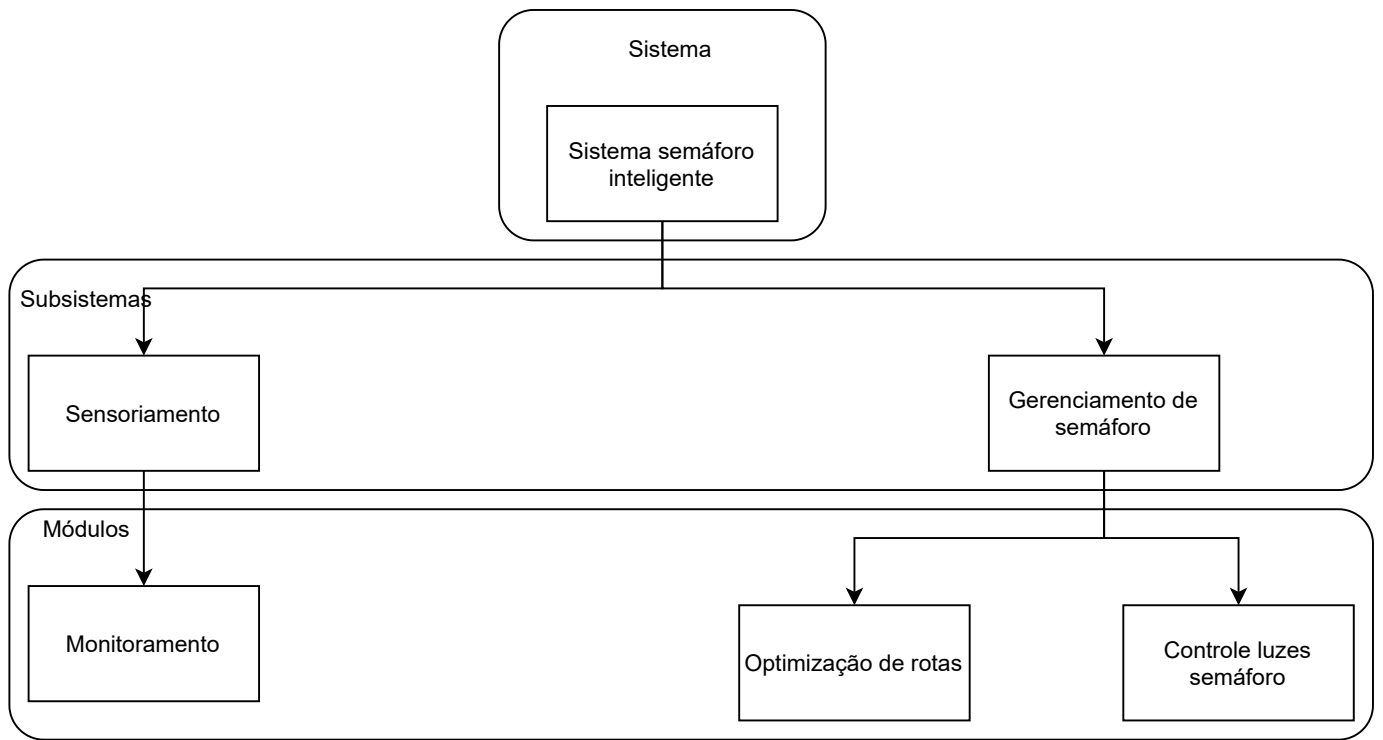 Sistema
Sistema semáforo
inteligente
Subsistemas
Sensoriamento
Gerenciamento de
semáforo
Módulos
Monitoramento
Optimização de rotas
Controle luzes
semáforo